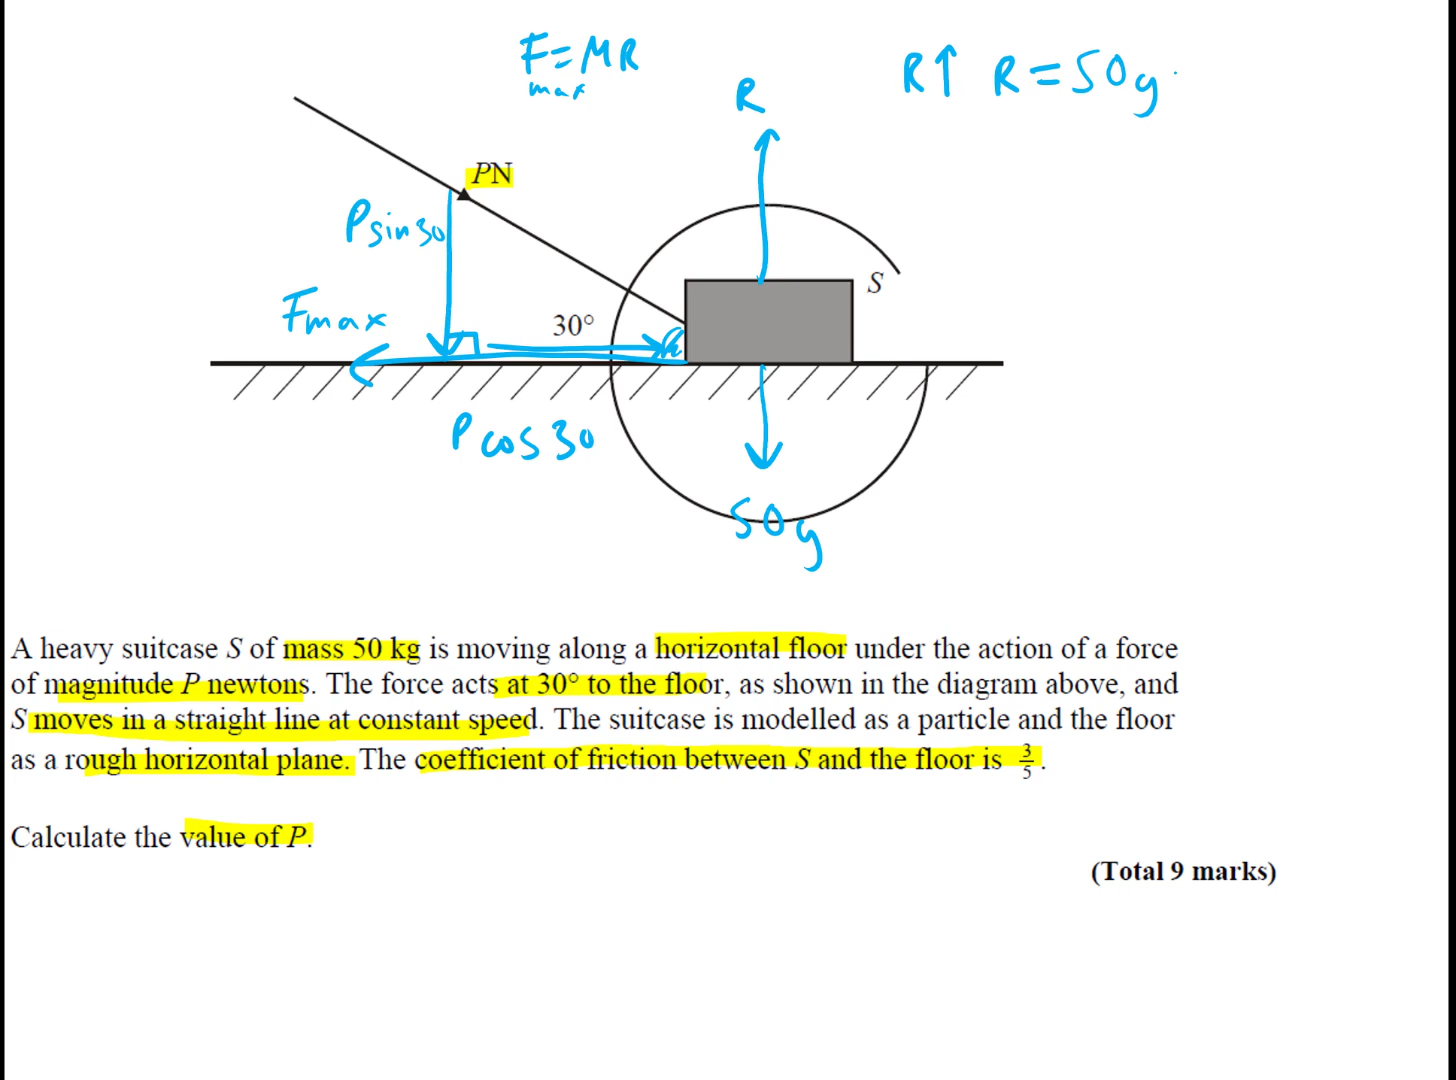 F = μR
max
R↑ R = 50g
R
PN
Psin30
S
Fmax
30°
Pcos30
50g
A heavy suitcase S of mass 50 kg is moving along a horizontal floor under the action of a force
of magnitude P newtons. The force acts at 30° to the floor, as shown in the diagram above, and
S moves in a straight line at constant speed. The suitcase is modelled as a particle and the floor
as a rough horizontal plane. The coefficient of friction between S and the floor is 3/5.
Calculate the value of P.
(Total 9 marks)